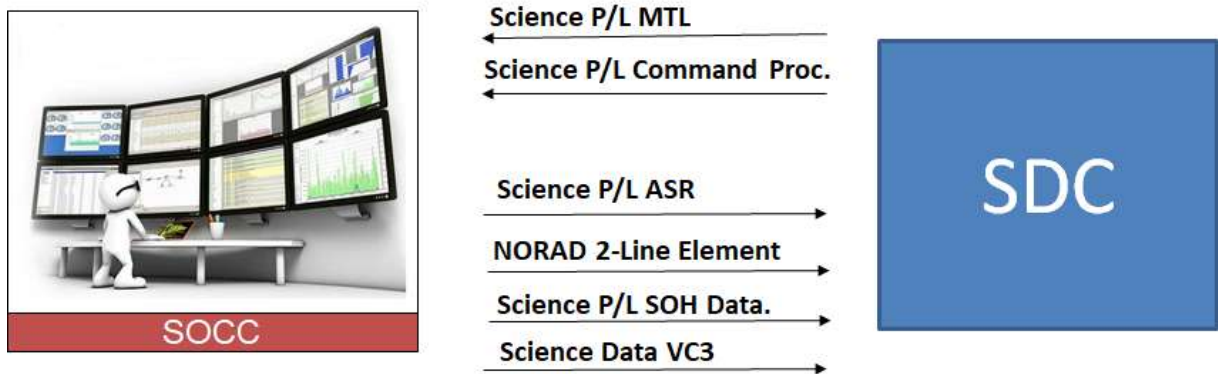 Science P/L MTL
Science P/L Command Proc.
Science P/L ASR
NORAD 2-Line Element
Science P/L SOH Data.
Science Data VC3
SOCC
SDC